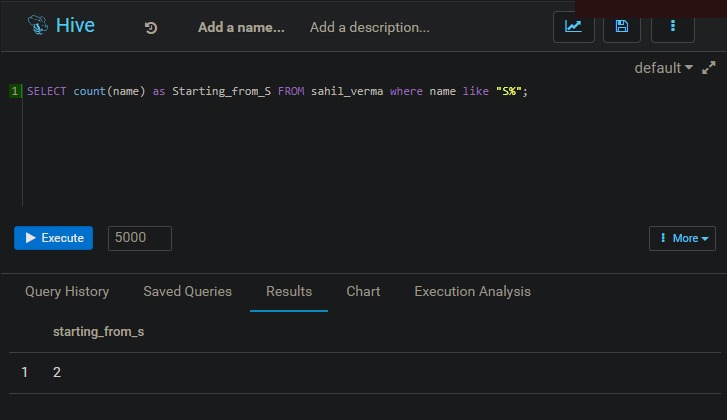 Hive Add a name... Add a description...
default
1 SELECT count(name) as Starting_from_S FROM sahil_verma where name like "S%";
Execute 5000 More
Query History Saved Queries Results Chart Execution Analysis
starting_from_s
1 2